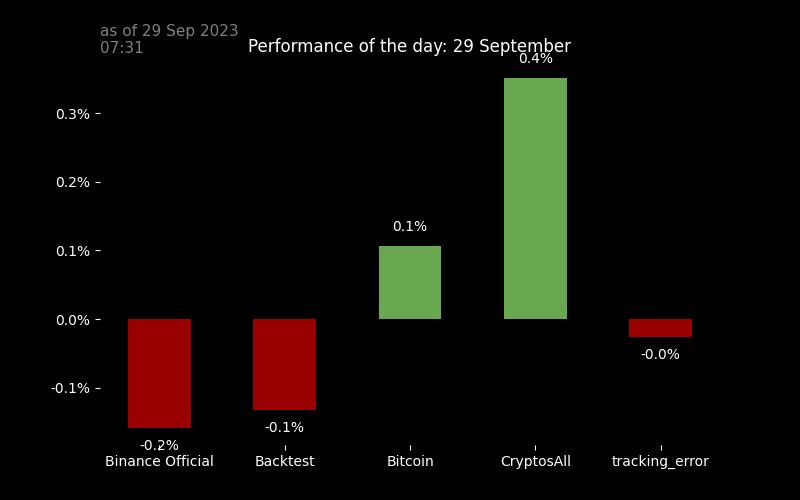 as of 29 Sep 2023
07:31
Performance of the day: 29 September
0.4%
0.3%
0.2%
0.1%
0.1%
0.0%
-0.0%
-0.1%
-0.1%
-0.2%
Binance Official
Backtest
Bitcoin
CryptosAll
tracking_error